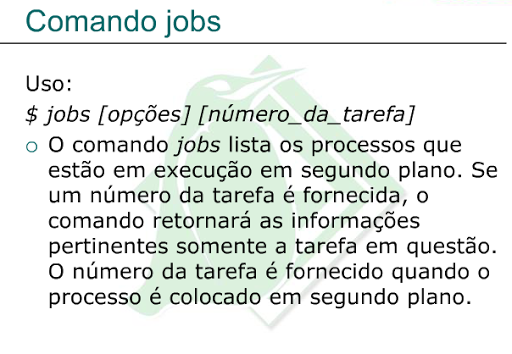 Comando jobs
Uso:
$ jobs [opções] [número_da_tarefa]
O comando jobs lista os processos que
estão em execução em segundo plano. Se
um número da tarefa é fornecida, o
comando retornará as informações
pertinentes somente a tarefa em questão.
O número da tarefa é fornecido quando o
processo é colocado em segundo plano.